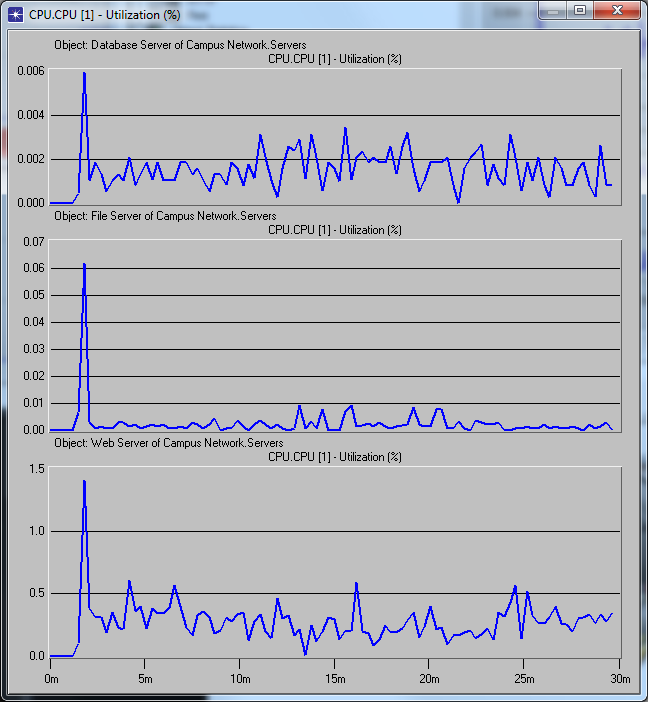 CPU.CPU [1] - Utilization (%)
Object: Database Server of Campus Network.Servers
CPU.CPU [1] - Utilization (%)
0.006
0.004
0.002
0.000
Object: File Server of Campus Network.Servers
CPU.CPU [1] - Utilization (%)
0.07
0.06
0.05
0.04
0.03
0.02
0.01
0.00
Object: Web Server of Campus Network.Servers
CPU.CPU [1] - Utilization (%)
1.5
1.0
0.5
0.0
0m 5m 10m 15m 20m 25m 30m